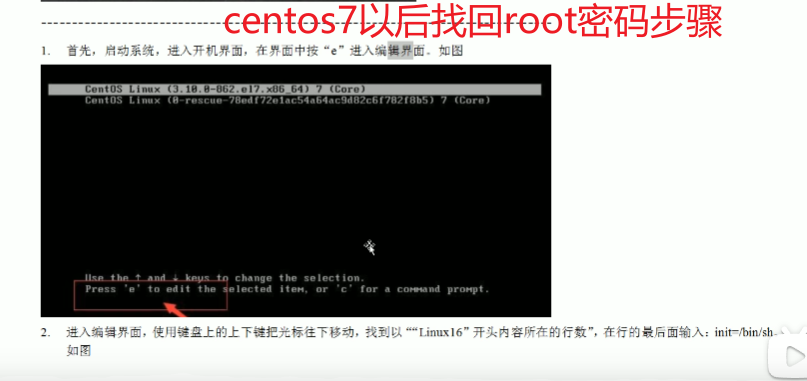 centos7以后找回root密码步骤
1. 首先，启动系统，进入开机界面，在界面中按“e”进入编辑界面。如图
CentOS Linux (3.10.0-862.el7.x86_64) 7 (Core)
CentOS Linux (0-rescue-78edf72e1ac54a64ac9d82c6f782f8b5) 7 (Core)
Use the ↑ and ↓ keys to change the selection.
Press 'e' to edit the selected item, or 'c' for a command prompt.
2. 进入编辑界面，使用键盘上的上下键把光标往下移动，找到以““Linux16”开头内容所在的行数”，在行的最后面输入：init=/bin/sh。
如图